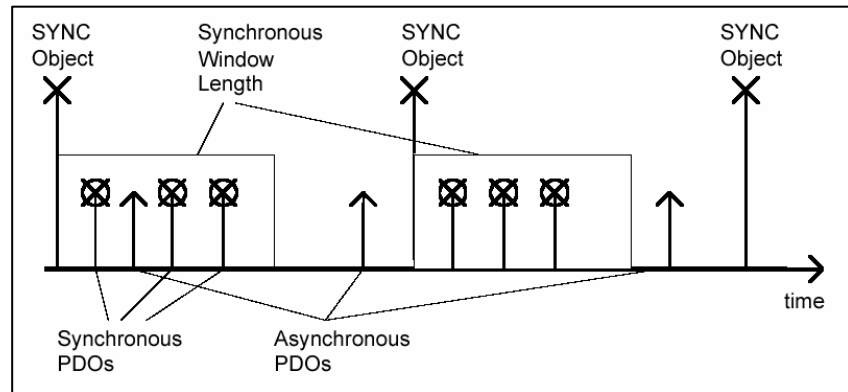 SYNC
Object
Synchronous
Window
Length
SYNC
Object
SYNC
Object
time
Synchronous
PDOs
Asynchronous
PDOs